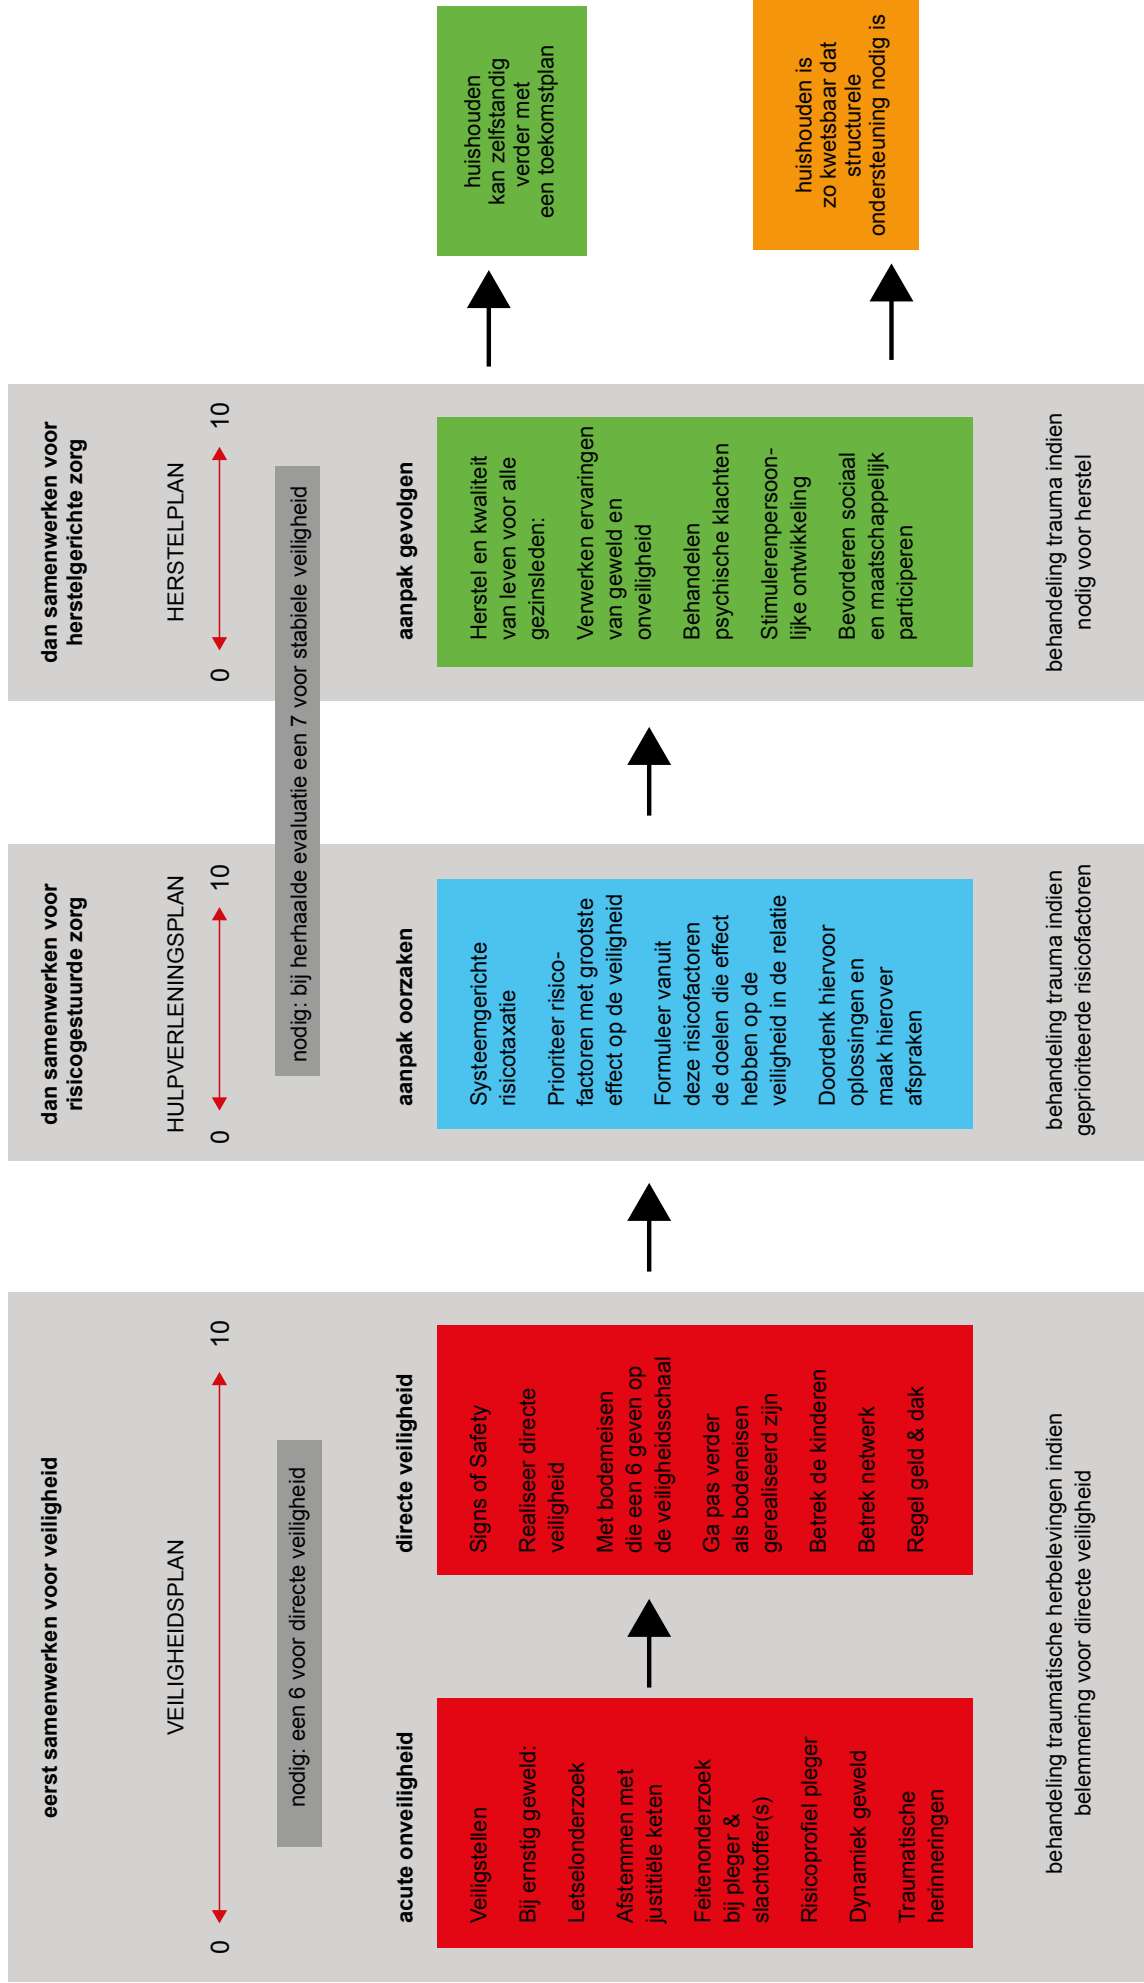 eerst samenwerken voor veiligheid
VEILIGHEIDSPLAN
0
10
nodig: een 6 voor directe veiligheid
acute onveiligheid
Veiligstellen
Bij ernstig geweld:
Letselonderzoek
Afstemmen met
justitiële keten
Feitenonderzoek
bij pleger &
slachtoffer(s)
Risicoprofiel pleger
Dynamiek geweld
Traumatische
herinneringen
directe veiligheid
Signs of Safety
Realiseer directe
veiligheid
Met bodemeisen
die een 6 geven op
de veiligheidsschaal
Ga pas verder
als bodeneisen
gerealiseerd zijn
Betrek de kinderen
Betrek netwerk
Regel geld & dak
behandeling traumatische herbelevingen indien
belemmering voor directe veiligheid
dan samenwerken voor
risicogestuurde zorg
HULPVERLENINGSPLAN
0
10
nodig: bij herhaalde evaluatie een 7 voor stabiele veiligheid
aanpak oorzaken
Systeemgerichte
risicotaxatie
Prioriteer risico-
factoren met grootste
effect op de veiligheid
Formuleer vanuit
deze risicofactoren
de doelen die effect
hebben op de
veiligheid in de relatie
Doordenk hiervoor
oplossingen en
maak hierover
afspraken
behandeling trauma indien
geprioriteerde risicofactoren
dan samenwerken voor
herstelgerichte zorg
HERSTELPLAN
0
10
aanpak gevolgen
Herstel en kwaliteit
van leven voor alle
gezinsleden:
Verwerken ervaringen
van geweld en
onveiligheid
Behandelen
psychische klachten
Stimulerenpersoon-
lijke ontwikkeling
Bevorderen sociaal
en maatschappelijk
participeren
behandeling trauma indien
nodig voor herstel
huishouden
kan zelfstandig
verder met
een toekomstplan
huishouden is
zo kwetsbaar dat
structurele
ondersteuning nodig is